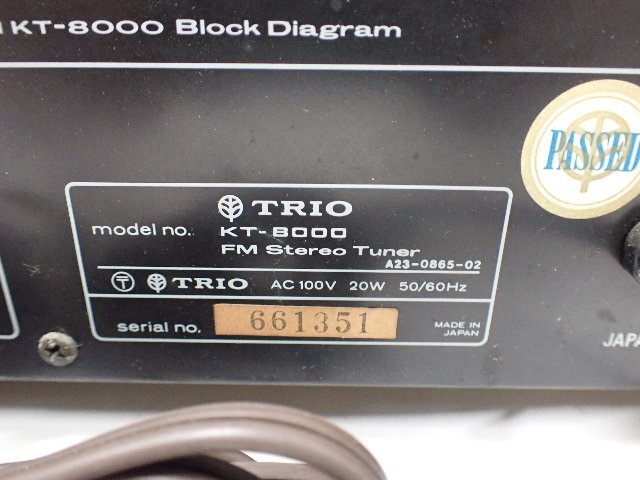 KT-8000 Block Diagram
PASSED
TRIO
model no. KT-8000
FM Stereo Tuner
A23-0865-02
〒 TRIO AC 100V 20W 50/60Hz
serial no. 661351 MADE IN JAPAN
JAPA